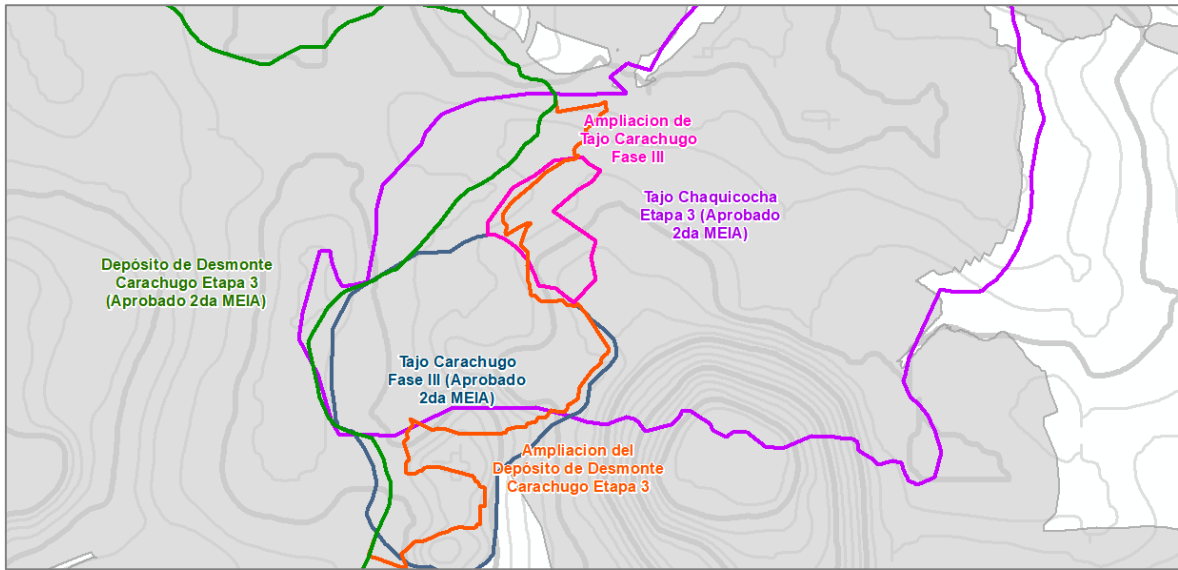 Ampliacion de
Tajo Carachugo
Fase III
Tajo Chaquicocha
Etapa 3 (Aprobado
2da MEIA)
Depósito de Desmonte
Carachugo Etapa 3
(Aprobado 2da MEIA)
Tajo Carachugo
Fase III (Aprobado
2da MEIA)
Ampliacion del
Depósito de Desmonte
Carachugo Etapa 3